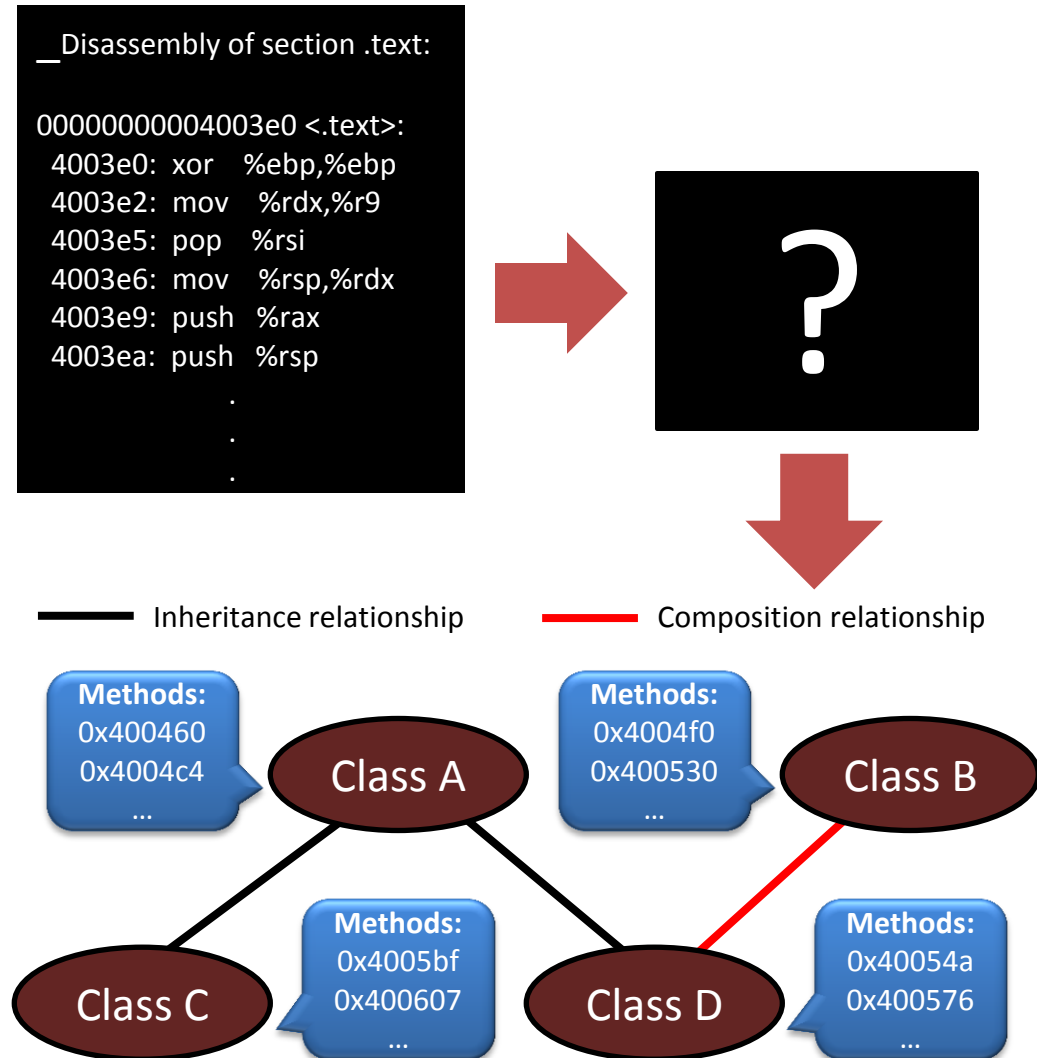 _Disassembly of section .text:
00000000004003e0 <.text>:
4003e0: xor %ebp,%ebp
4003e2: mov %rdx,%r9
4003e5: pop %rsi
4003e6: mov %rsp,%rdx
4003e9: push %rax
4003ea: push %rsp
.
.
.
?
Inheritance relationship
Composition relationship
Methods:
0x400460
0x4004c4
...
Class A
Methods:
0x4004f0
0x400530
...
Class B
Class C
Methods:
0x4005bf
0x400607
...
Class D
Methods:
0x40054a
0x400576
...